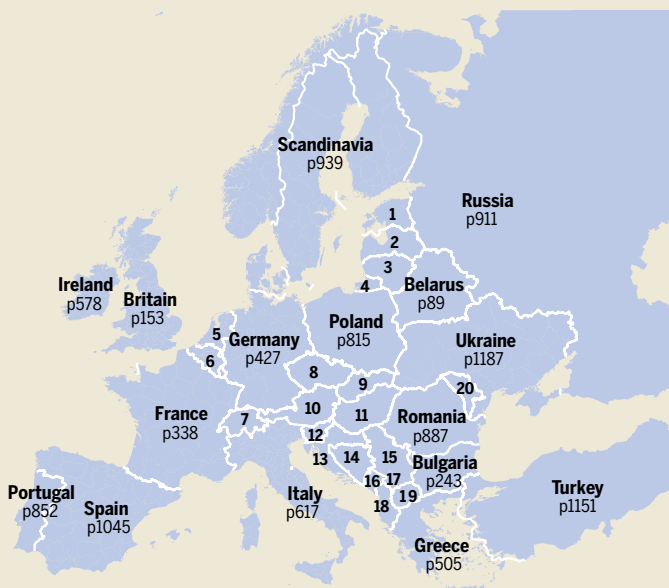 Scandinavia
p939
Russia
p911
1
2
3
4
Belarus
p89
Ireland
p578
Britain
p153
5
6
Germany
p427
Poland
p815
Ukraine
p1187
8
9
20
7
10
11
France
p338
Romania
p887
12
13
14
15
Bulgaria
p243
16
17
18
19
Portugal
p852
Spain
p1045
Italy
p617
Turkey
p1151
Greece
p505